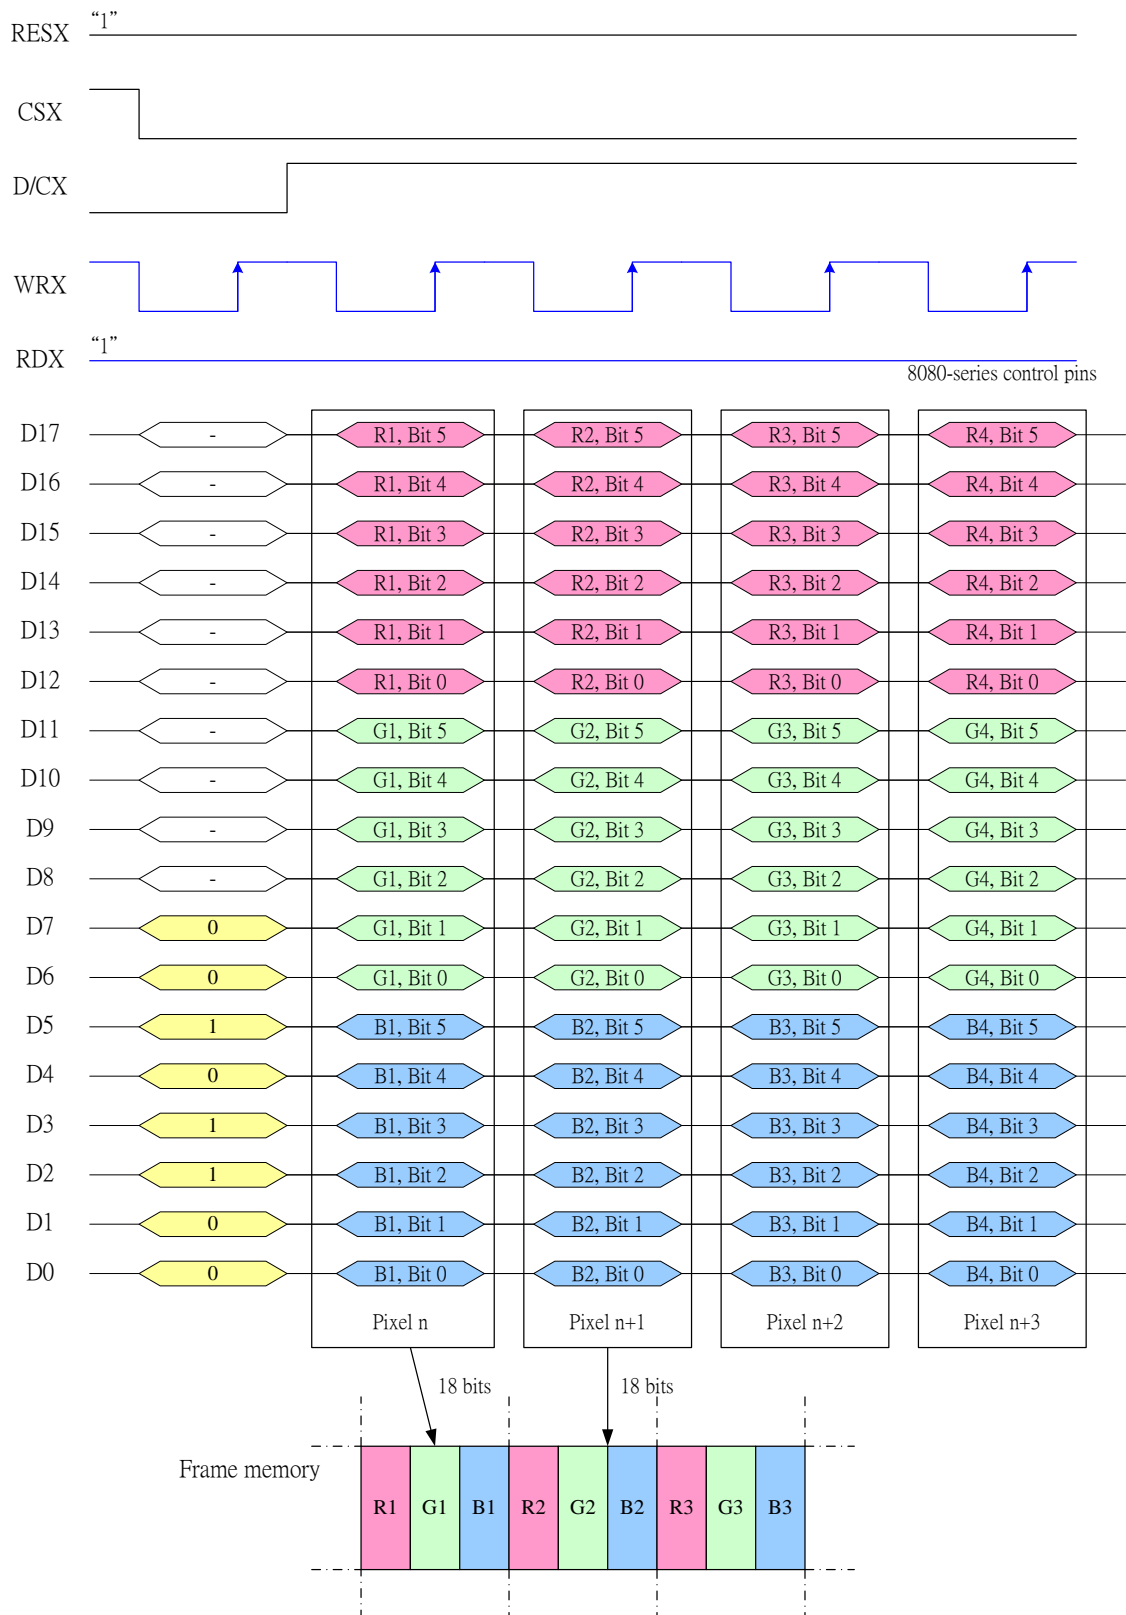 RESX “1”
CSX
D/CX
WRX
RDX “1”
8080-series control pins
D17 - R1, Bit 5 R2, Bit 5 R3, Bit 5 R4, Bit 5
D16 - R1, Bit 4 R2, Bit 4 R3, Bit 4 R4, Bit 4
D15 - R1, Bit 3 R2, Bit 3 R3, Bit 3 R4, Bit 3
D14 - R1, Bit 2 R2, Bit 2 R3, Bit 2 R4, Bit 2
D13 - R1, Bit 1 R2, Bit 1 R3, Bit 1 R4, Bit 1
D12 - R1, Bit 0 R2, Bit 0 R3, Bit 0 R4, Bit 0
D11 - G1, Bit 5 G2, Bit 5 G3, Bit 5 G4, Bit 5
D10 - G1, Bit 4 G2, Bit 4 G3, Bit 4 G4, Bit 4
D9 - G1, Bit 3 G2, Bit 3 G3, Bit 3 G4, Bit 3
D8 - G1, Bit 2 G2, Bit 2 G3, Bit 2 G4, Bit 2
D7 0 G1, Bit 1 G2, Bit 1 G3, Bit 1 G4, Bit 1
D6 0 G1, Bit 0 G2, Bit 0 G3, Bit 0 G4, Bit 0
D5 1 B1, Bit 5 B2, Bit 5 B3, Bit 5 B4, Bit 5
D4 0 B1, Bit 4 B2, Bit 4 B3, Bit 4 B4, Bit 4
D3 1 B1, Bit 3 B2, Bit 3 B3, Bit 3 B4, Bit 3
D2 1 B1, Bit 2 B2, Bit 2 B3, Bit 2 B4, Bit 2
D1 0 B1, Bit 1 B2, Bit 1 B3, Bit 1 B4, Bit 1
D0 0 B1, Bit 0 B2, Bit 0 B3, Bit 0 B4, Bit 0
Pixel n Pixel n+1 Pixel n+2 Pixel n+3
18 bits 18 bits
Frame memory
R1 G1 B1 R2 G2 B2 R3 G3 B3